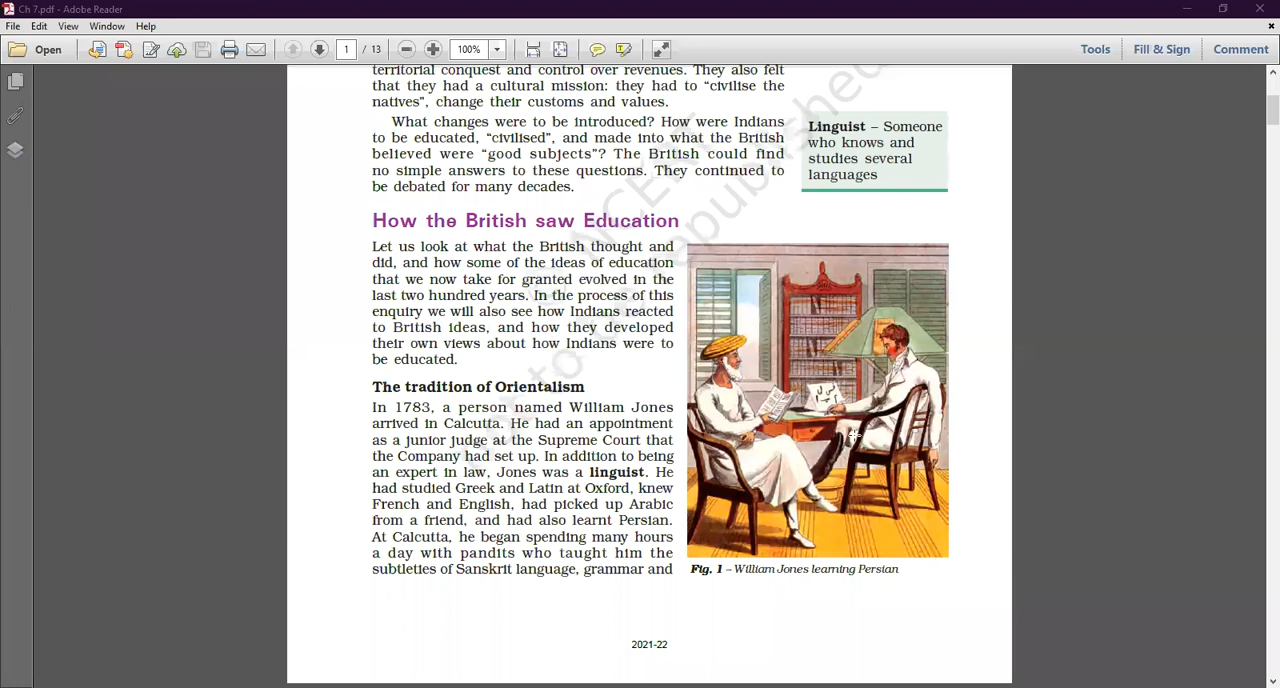 Ch 7.pdf - Adobe Reader
File Edit View Window Help
Open 1 / 13 100% Tools Fill & Sign Comment
territorial conquest and control over revenues. They also felt
that they had a cultural mission: they had to “civilise the
natives”, change their customs and values.
What changes were to be introduced? How were Indians
to be educated, “civilised”, and made into what the British
believed were “good subjects”? The British could find
no simple answers to these questions. They continued to
be debated for many decades.
Linguist – Someone
who knows and
studies several
languages
How the British saw Education
Let us look at what the British thought and
did, and how some of the ideas of education
that we now take for granted evolved in the
last two hundred years. In the process of this
enquiry we will also see how Indians reacted
to British ideas, and how they developed
their own views about how Indians were to
be educated.
The tradition of Orientalism
In 1783, a person named William Jones
arrived in Calcutta. He had an appointment
as a junior judge at the Supreme Court that
the Company had set up. In addition to being
an expert in law, Jones was a linguist. He
had studied Greek and Latin at Oxford, knew
French and English, had picked up Arabic
from a friend, and had also learnt Persian.
At Calcutta, he began spending many hours
a day with pandits who taught him the
subtleties of Sanskrit language, grammar and
Fig. 1 – William Jones learning Persian
2021-22